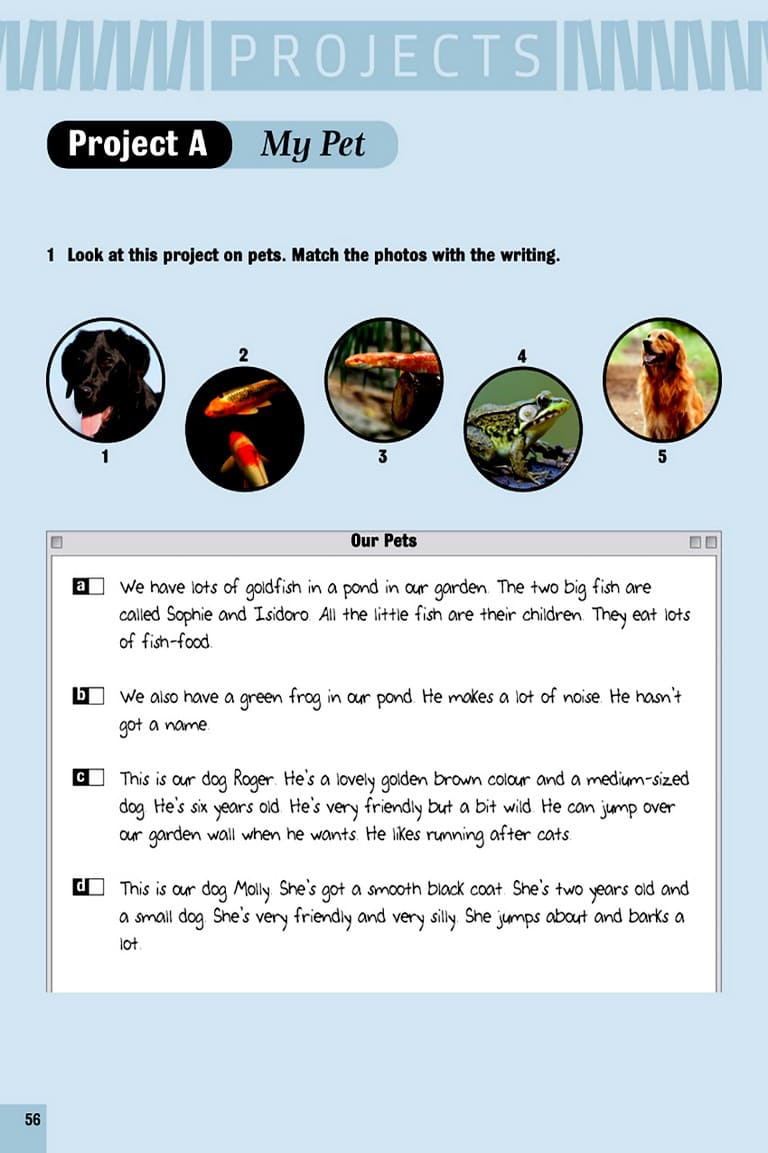 PROJECTS
Project A My Pet
1 Look at this project on pets. Match the photos with the writing.
2
4
1
3
5
Our Pets
a We have lots of goldfish in a pond in our garden. The two big fish are
called Sophie and Isidoro. All the little fish are their children. They eat lots
of fish-food.
b We also have a green frog in our pond. He makes a lot of noise. He hasn't
got a name.
c This is our dog Roger. He's a lovely golden brown colour and a medium-sized
dog. He's six years old. He's very friendly but a bit wild. He can jump over
our garden wall when he wants. He likes running after cats.
d This is our dog Molly. She's got a smooth black coat. She's two years old and
a small dog. She's very friendly and very silly. She jumps about and barks a
lot.
56